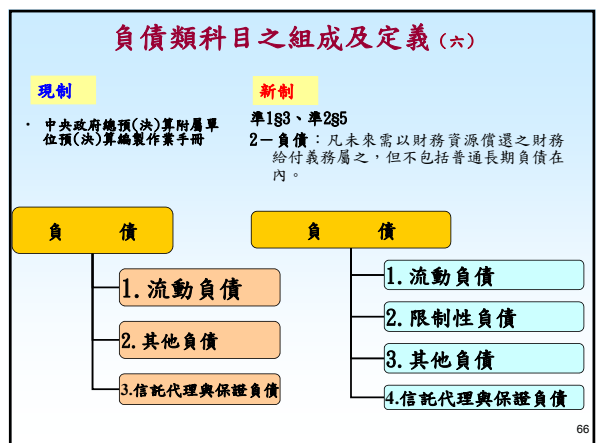 負債類科目之組成及定義(六)
現制
• 中央政府總預(決)算附屬單
位預(決)算編製作業手冊
新制
準1§3、準2§5
2－負債：凡未來需以財務資源償還之財務
給付義務屬之，但不包括普通長期負債在
內。
負 債
1.流動負債
2.其他負債
3.信託代理與保證負債
負 債
1.流動負債
2.限制性負債
3.其他負債
4.信託代理與保證負債
66